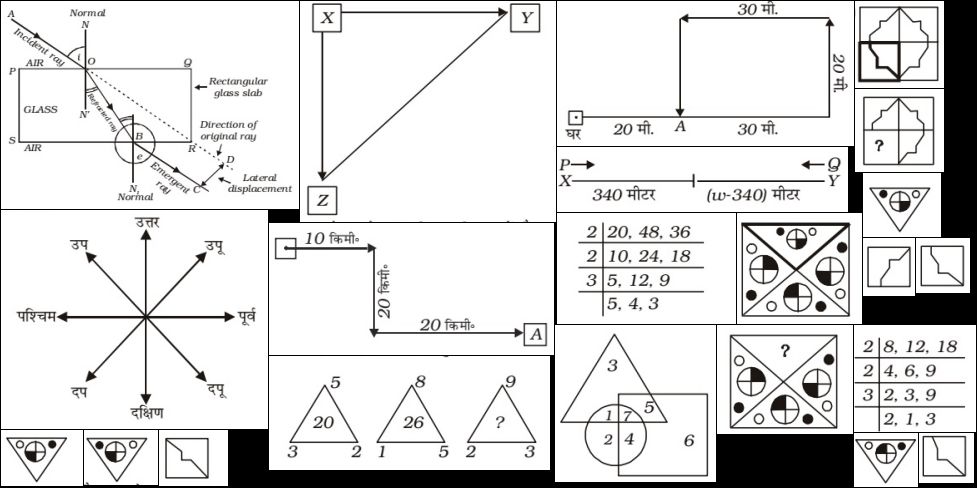 A
Normal
N
Incident ray
i
AIR
O
P
Q
Rectangular
glass slab
GLASS
r
Refracted ray
N'
S
AIR
B
R
Direction of
original ray
D
e
Emergent
ray
C
Lateral
displacement
N,
Normal
X
Y
Z
30 मी.
20 मी.
घर
20 मी.
A
30 मी.
?
P
Q
X
Y
340 मीटर
(w-340) मीटर
उत्तर
उप
उपू
पश्चिम
पूर्व
दप
दपू
दक्षिण
10 किमी॰
20 किमी॰
20 किमी॰
A
2 20, 48, 36
2 10, 24, 18
3 5, 12, 9
5, 4, 3
5
20
3 2
8
26
1 5
9
?
2 3
3
5
1 7
2 4
6
?
2 8, 12, 18
2 4, 6, 9
3 2, 3, 9
2, 1, 3